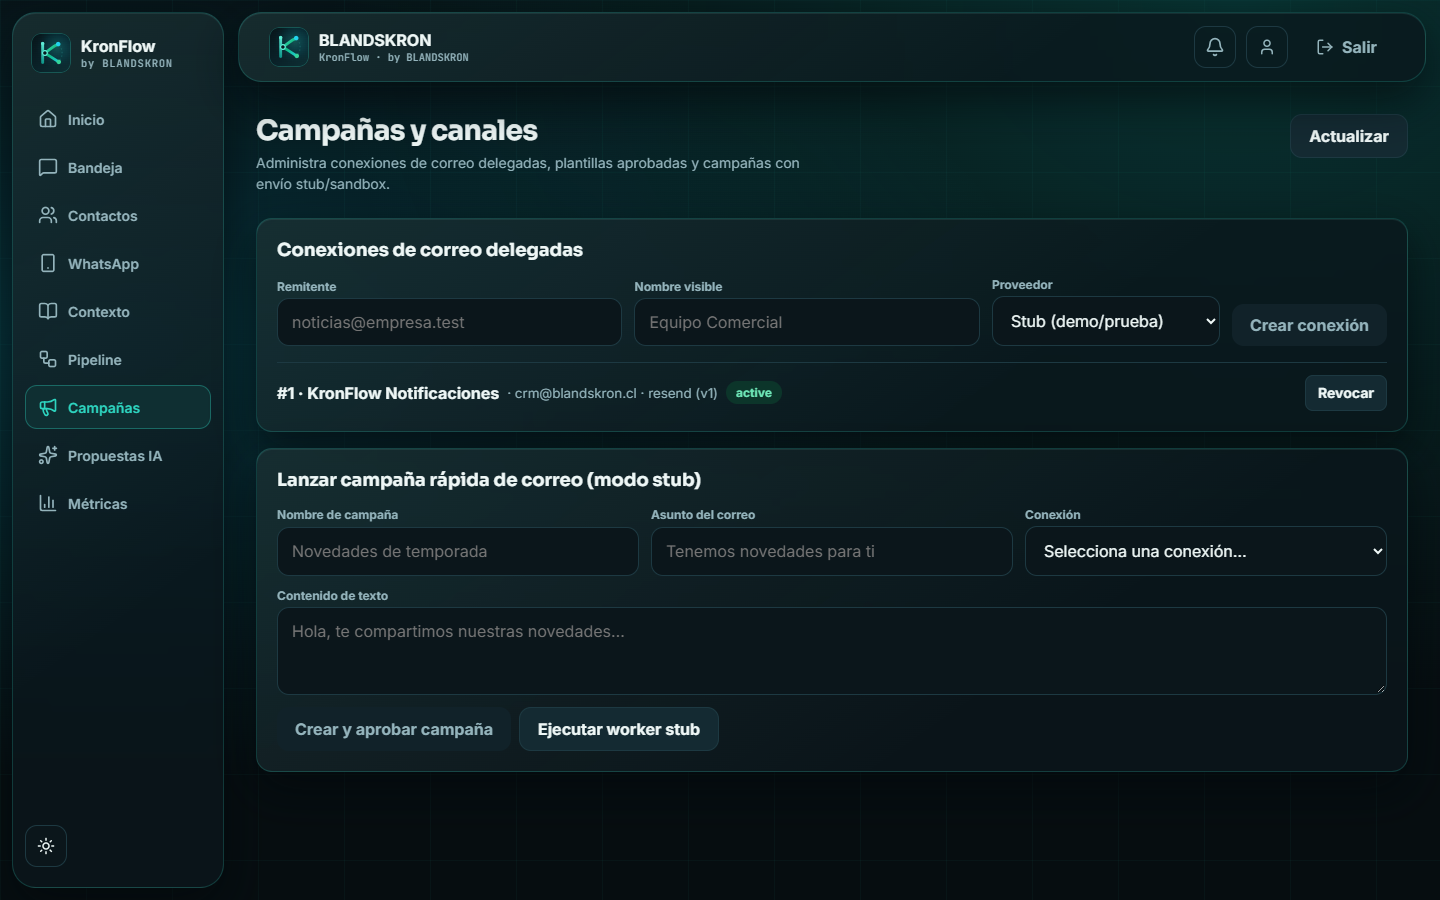 KronFlow
by BLANDSKRON
Inicio
Bandeja
Contactos
WhatsApp
Contexto
Pipeline
Campañas
Propuestas IA
Métricas
BLANDSKRON
KronFlow · by BLANDSKRON
Salir
Campañas y canales
Administra conexiones de correo delegadas, plantillas aprobadas y campañas con
envío stub/sandbox.
Actualizar
Conexiones de correo delegadas
Remitente
noticias@empresa.test
Nombre visible
Equipo Comercial
Proveedor
Stub (demo/prueba)
Crear conexión
#1 · KronFlow Notificaciones · crm@blandskron.cl · resend (v1) active
Revocar
Lanzar campaña rápida de correo (modo stub)
Nombre de campaña
Novedades de temporada
Asunto del correo
Tenemos novedades para ti
Conexión
Selecciona una conexión...
Contenido de texto
Hola, te compartimos nuestras novedades...
Crear y aprobar campaña
Ejecutar worker stub